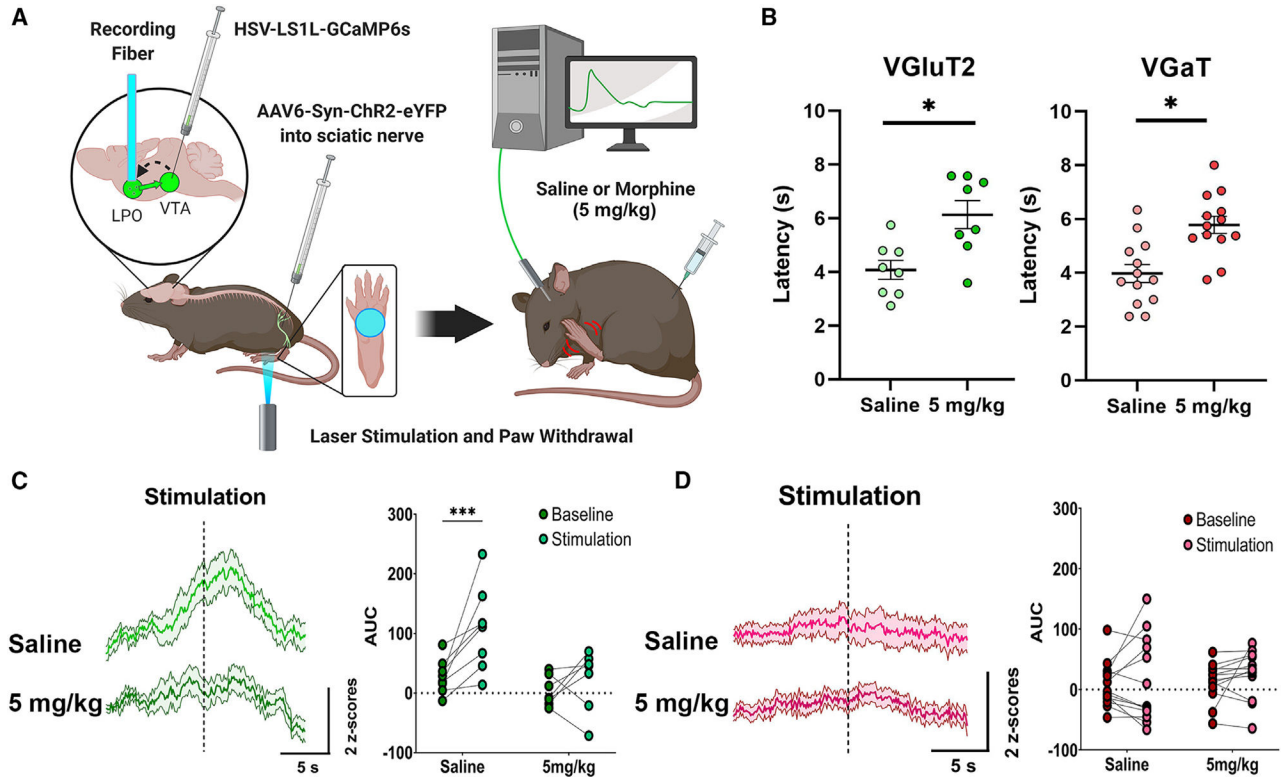 A
Recording
Fiber
HSV-LS1L-GCaMP6s
AAV6-Syn-ChR2-eYFP
into sciatic nerve
LPO
VTA
Saline or Morphine
(5 mg/kg)
Laser Stimulation and Paw Withdrawal
B
VGluT2
*
Latency (s)
10
8
6
4
2
0
Saline 5 mg/kg
VGaT
*
Latency (s)
10
8
6
4
2
0
Saline 5 mg/kg
C
Stimulation
Saline
5 mg/kg
2 z-scores
5 s
AUC
300
200
100
0
-100
***
Baseline
Stimulation
Saline
5mg/kg
D
Stimulation
Saline
5 mg/kg
2 z-scores
5 s
AUC
300
200
100
0
-100
Baseline
Stimulation
Saline
5mg/kg